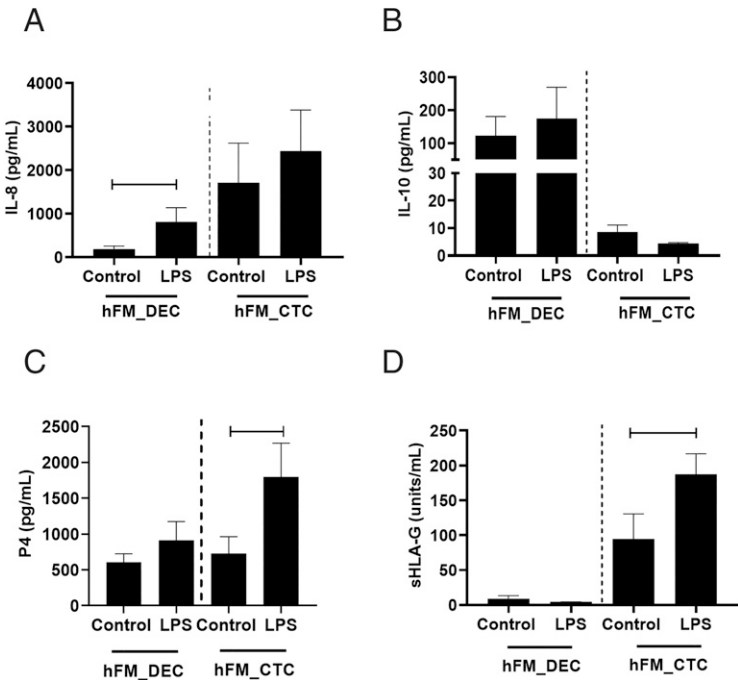 A
IL-8 (pg/mL)
4000
3000
2000
1000
0
Control LPS Control LPS
hFM_DEC hFM_CTC
B
IL-10 (pg/mL)
300
200
100
30
20
10
0
Control LPS Control LPS
hFM_DEC hFM_CTC
C
P4 (pg/mL)
2500
2000
1500
1000
500
0
Control LPS Control LPS
hFM_DEC hFM_CTC
D
sHLA-G (units/mL)
250
200
150
100
50
0
Control LPS Control LPS
hFM_DEC hFM_CTC